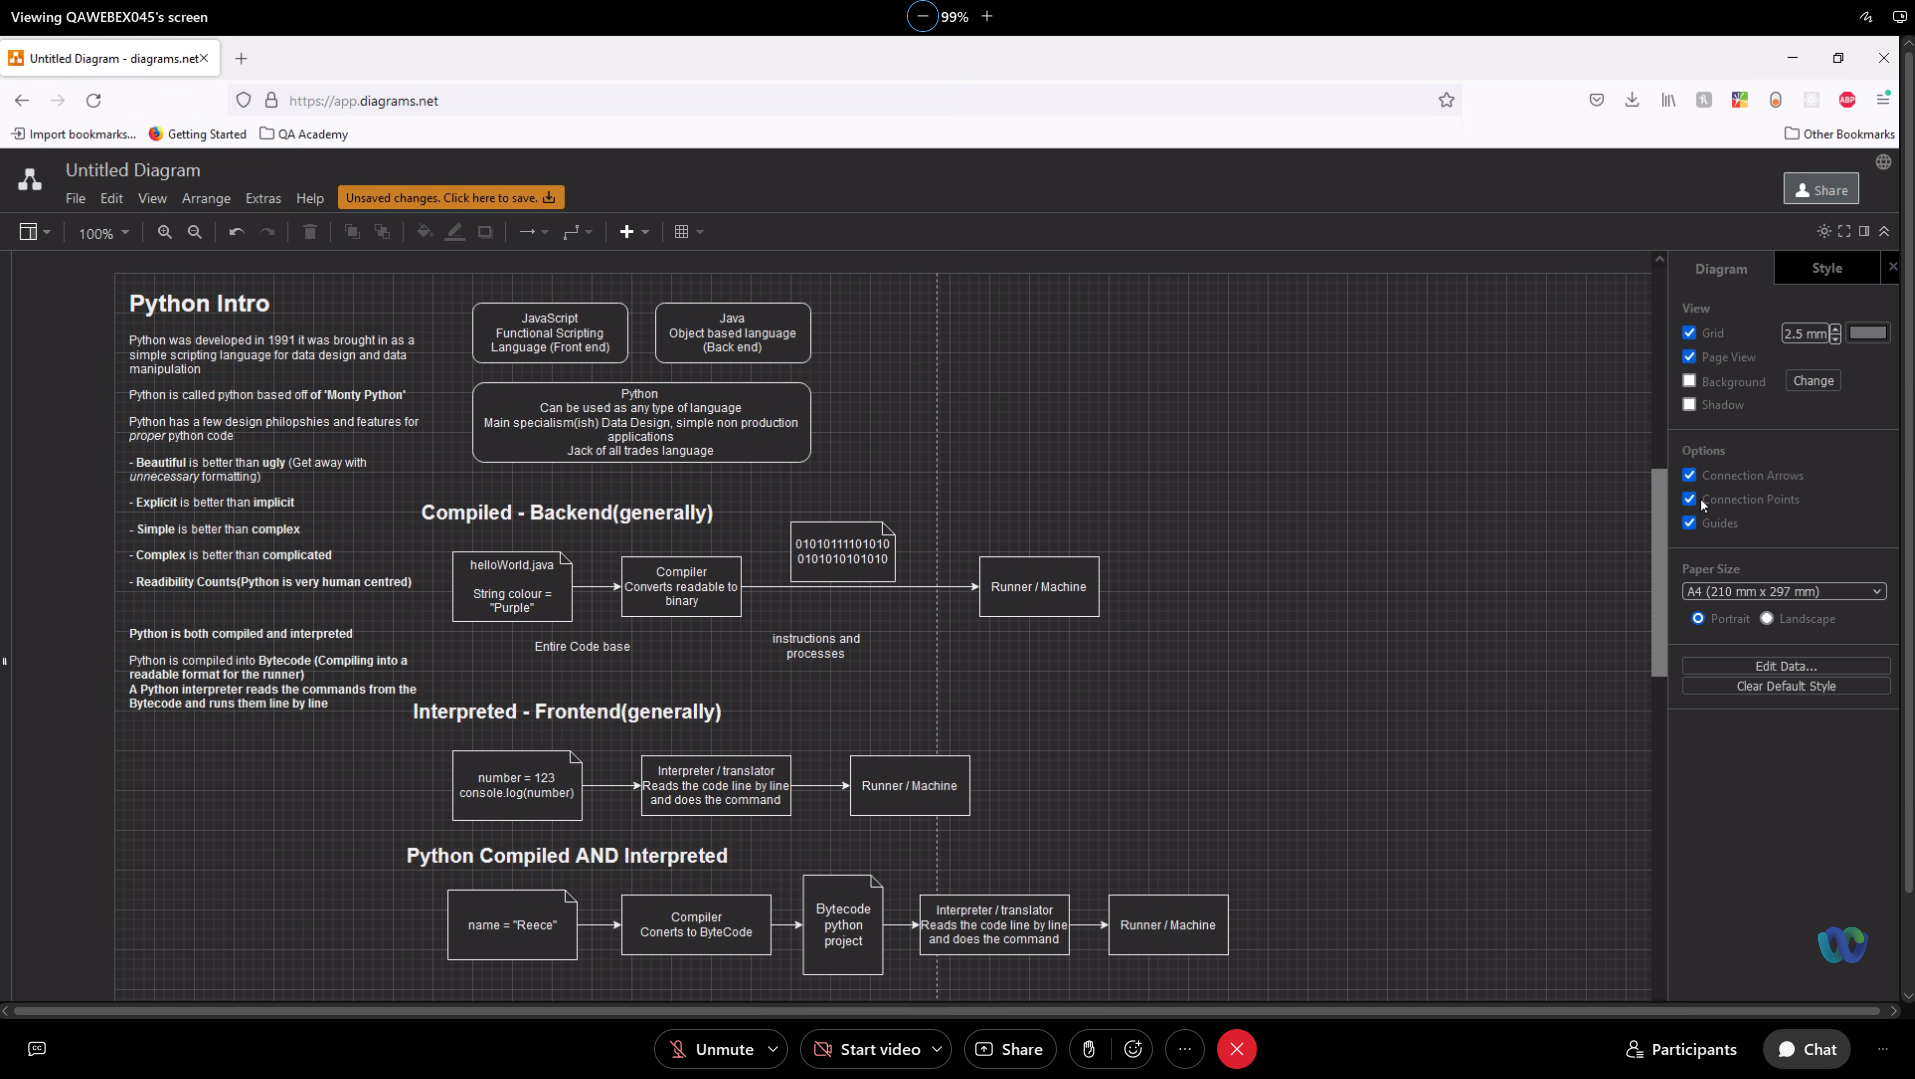 Viewing QAWEBEX045's screen
99%
Untitled Diagram - diagrams.net
https://app.diagrams.net
ABP
Import bookmarks...
Getting Started
QA Academy
Other Bookmarks
Untitled Diagram
File Edit View Arrange Extras Help
Unsaved changes. Click here to save.
Share
100%
Python Intro
Python was developed in 1991 it was brought in as a
simple scripting language for data design and data
manipulation
Python is called python based off of 'Monty Python'
Python has a few design philopshies and features for
proper python code
- Beautiful is better than ugly (Get away with
unnecessary formatting)
- Explicit is better than implicit
- Simple is better than complex
- Complex is better than complicated
- Readibility Counts(Python is very human centred)
Python is both compiled and interpreted
Python is compiled into Bytecode (Compiling into a
readable format for the runner)
A Python interpreter reads the commands from the
Bytecode and runs them line by line
JavaScript
Functional Scripting
Language (Front end)
Java
Object based language
(Back end)
Python
Can be used as any type of language
Main specialism(ish) Data Design, simple non production
applications
Jack of all trades language
Compiled - Backend(generally)
helloWorld.java
String colour =
"Purple"
Compiler
Converts readable to
binary
01010111101010
0101010101010
Runner / Machine
Entire Code base
instructions and
processes
Interpreted - Frontend(generally)
number = 123
console.log(number)
Interpreter / translator
Reads the code line by line
and does the command
Runner / Machine
Python Compiled AND Interpreted
name = "Reece"
Compiler
Conerts to ByteCode
Bytecode
python
project
Interpreter / translator
Reads the code line by line
and does the command
Runner / Machine
Diagram
Style
View
Grid
2.5 mm
Page View
Background
Change
Shadow
Options
Connection Arrows
Connection Points
Guides
Paper Size
A4 (210 mm x 297 mm)
Portrait
Landscape
Edit Data...
Clear Default Style
Unmute
Start video
Share
Participants
Chat